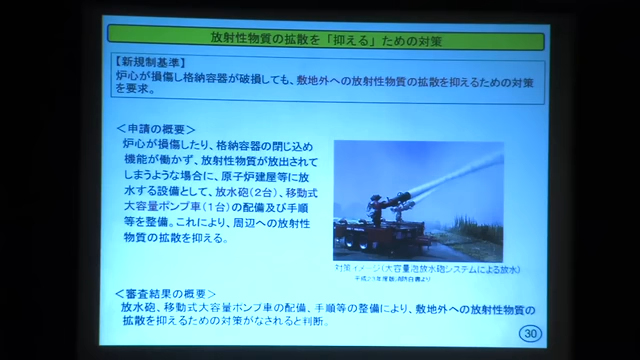 放射性物質の拡散を「抑える」ための対策
【新規制基準】
炉心が損傷し格納容器が破損しても、敷地外への放射性物質の拡散を抑えるための対策
を要求。
＜申請の概要＞
炉心が損傷したり、格納容器の閉じ込め
機能が働かず、放射性物質が放出されて
しまうような場合に、原子炉建屋等に放
水する設備として、放水砲（２台）、移動式
大容量ポンプ車（１台）の配備及び手順
等を整備。これにより、周辺への放射性
物質の拡散を抑える。
対策イメージ（大容量泡放水砲システムによる放水）
平成23年度版消防白書より
＜審査結果の概要＞
放水砲、移動式大容量ポンプ車の配備、手順等の整備により、敷地外への放射性物質の
拡散を抑えるための対策がなされると判断。
30